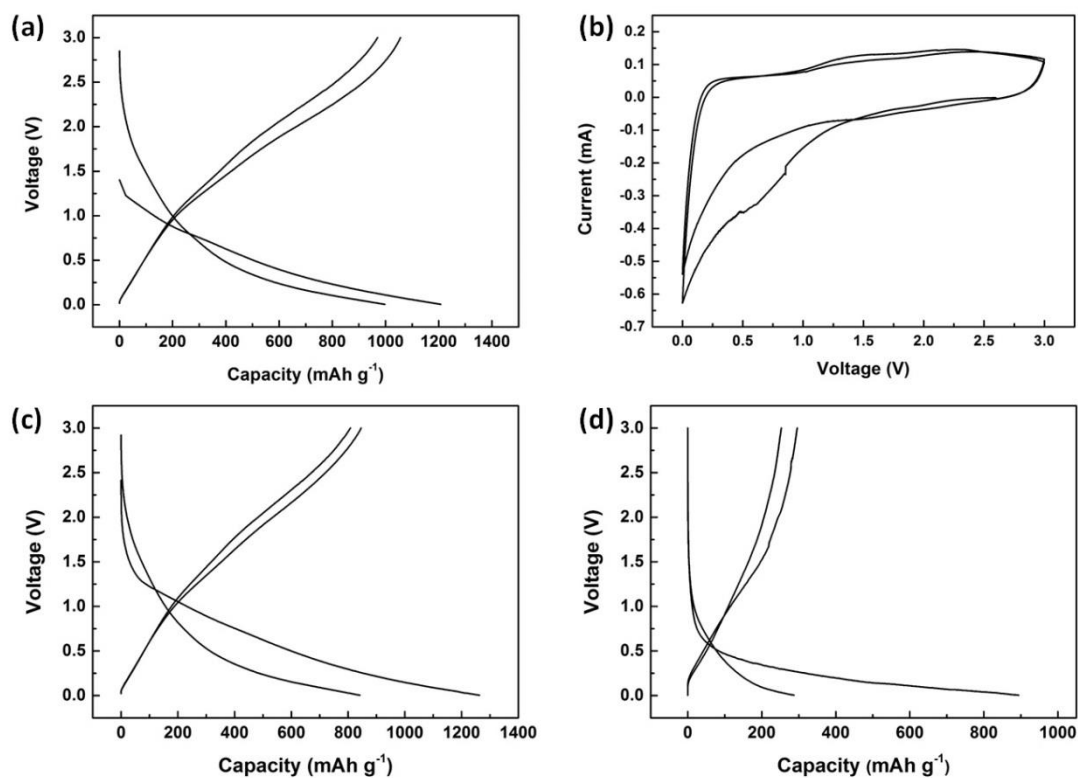 (a)
3.0
2.5
2.0
1.5
1.0
0.5
0.0
Voltage (V)
0 200 400 600 800 1000 1200 1400
Capacity (mAh g⁻¹)
(b)
0.2
0.1
0.0
-0.1
-0.2
-0.3
-0.4
-0.5
-0.6
-0.7
Current (mA)
0.0 0.5 1.0 1.5 2.0 2.5 3.0
Voltage (V)
(c)
3.0
2.5
2.0
1.5
1.0
0.5
0.0
Voltage (V)
0 200 400 600 800 1000 1200 1400
Capacity (mAh g⁻¹)
(d)
3.0
2.5
2.0
1.5
1.0
0.5
0.0
Voltage (V)
0 200 400 600 800 1000
Capacity (mAh g⁻¹)